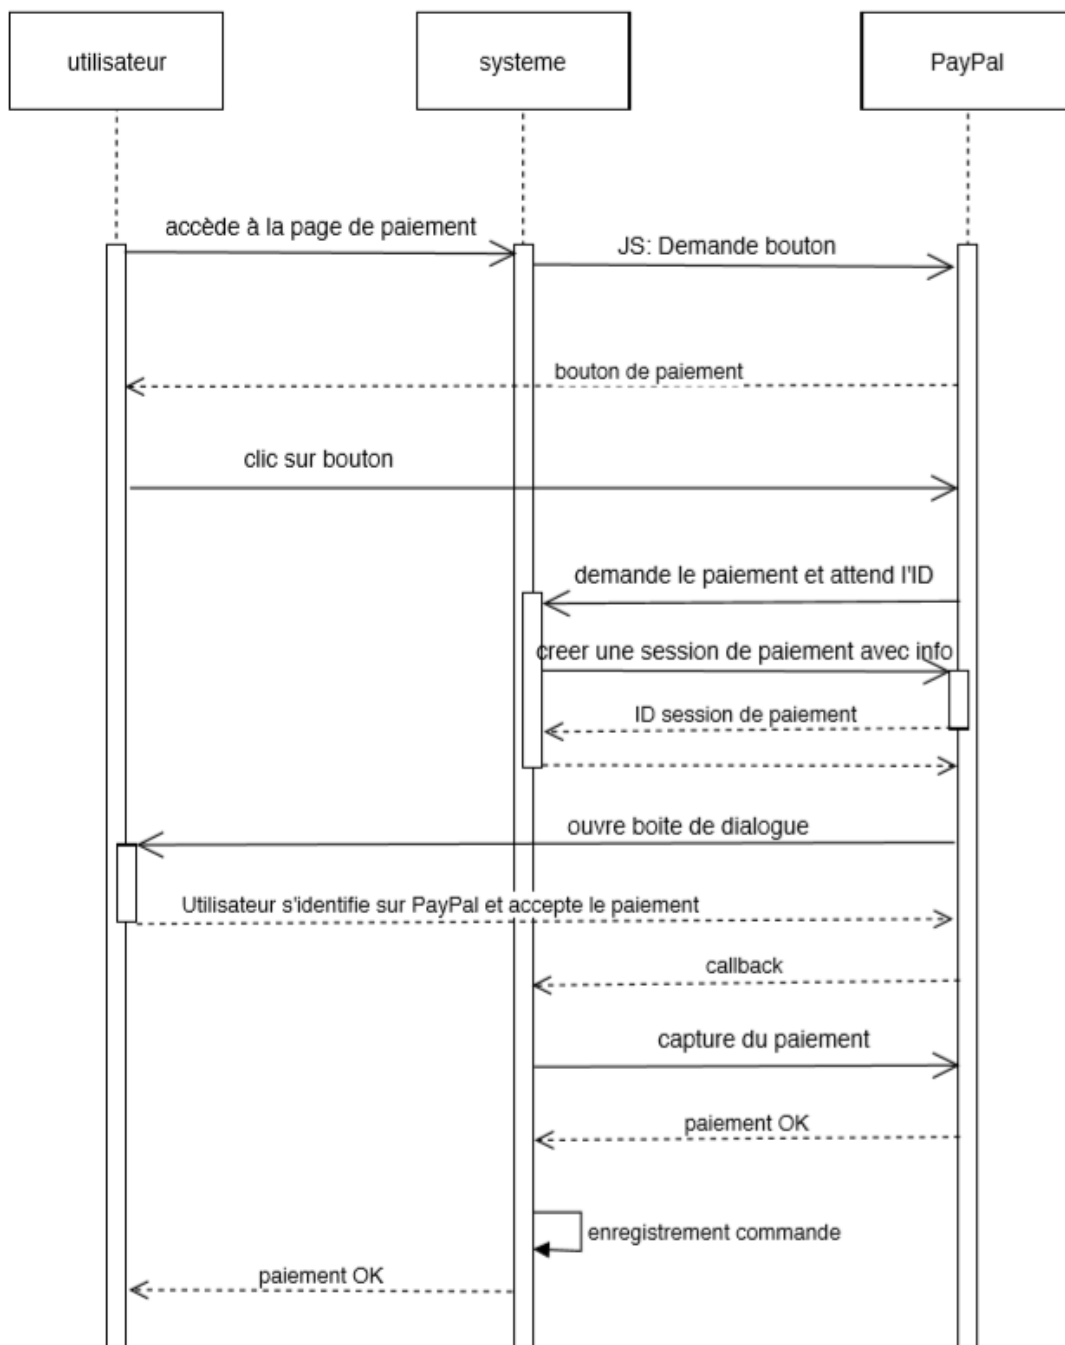 utilisateur
systeme
PayPal
accède à la page de paiement
JS: Demande bouton
bouton de paiement
clic sur bouton
demande le paiement et attend l'ID
creer une session de paiement avec info
ID session de paiement
ouvre boite de dialogue
Utilisateur s'identifie sur PayPal et accepte le paiement
callback
capture du paiement
paiement OK
enregistrement commande
paiement OK